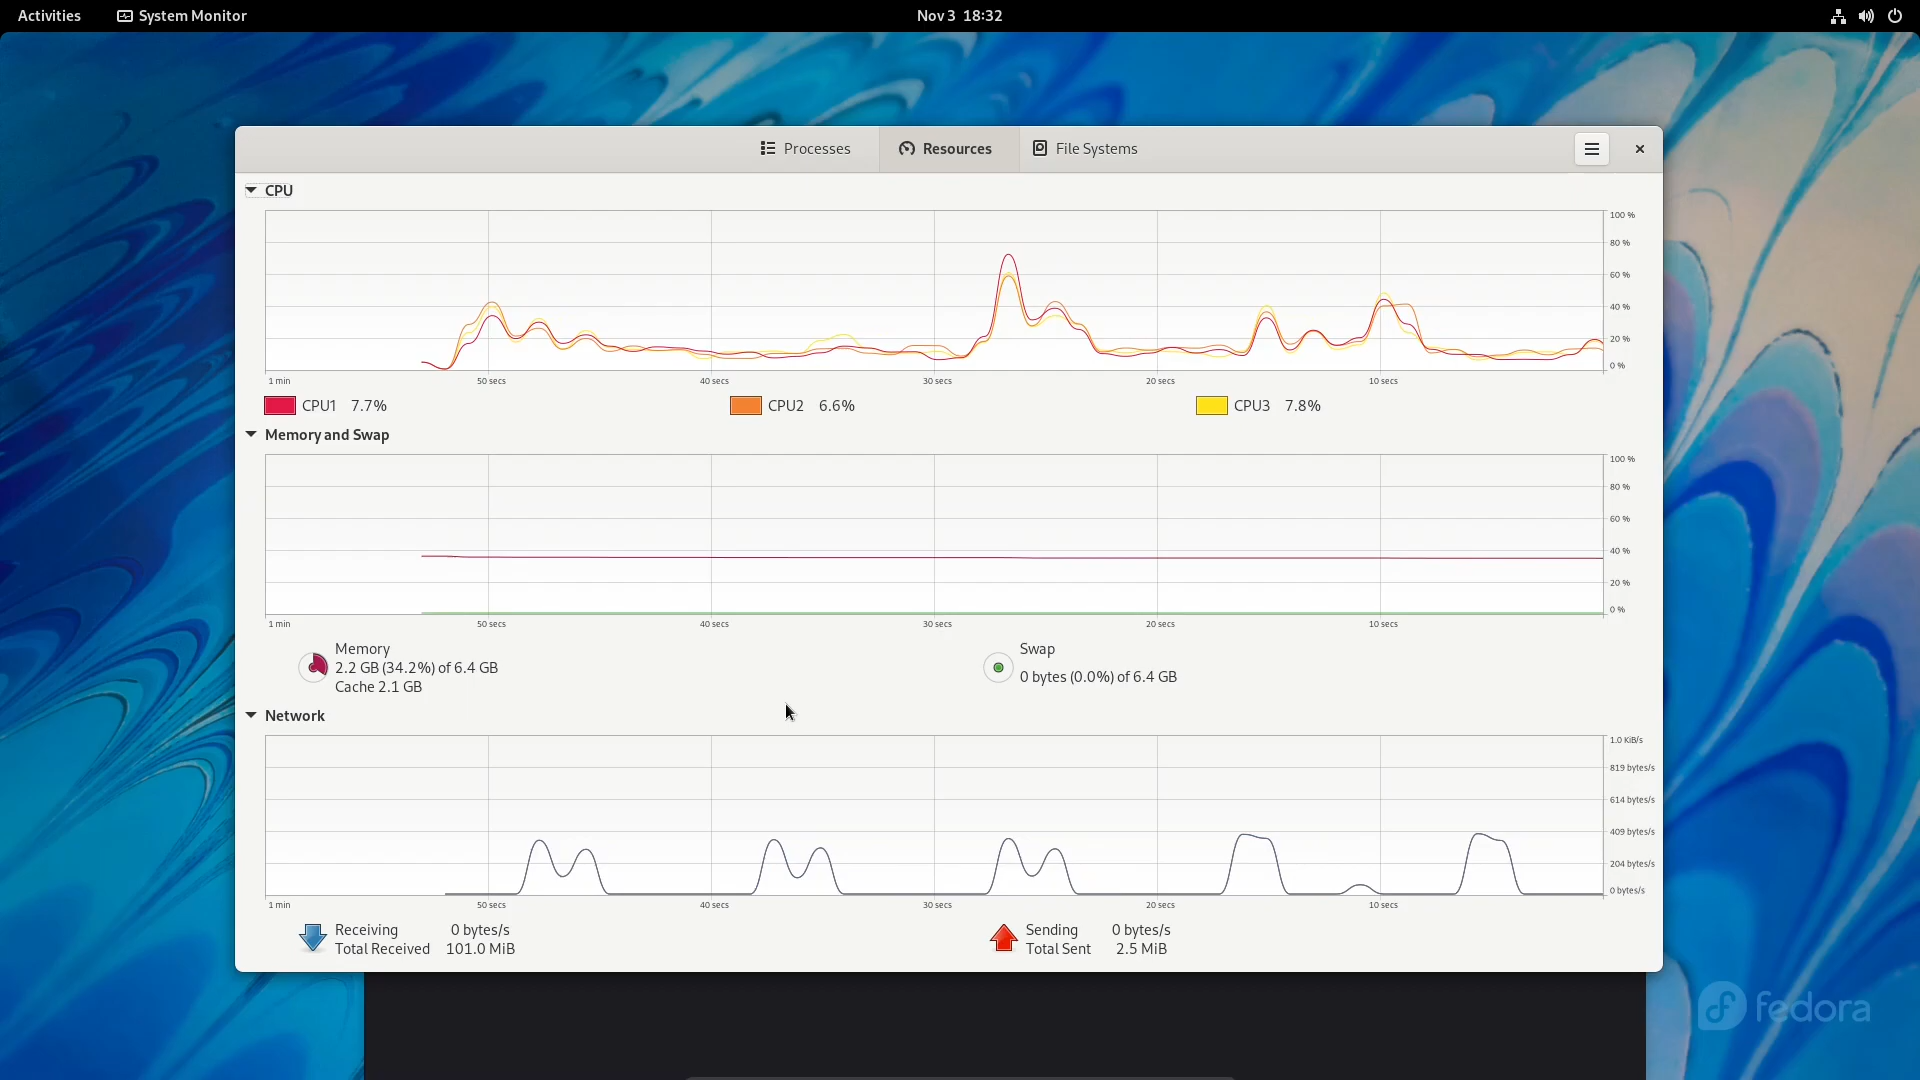 Activities System Monitor Nov 3 18:32
Processes Resources File Systems
CPU
100 %
80 %
60 %
40 %
20 %
0 %
1 min 50 secs 40 secs 30 secs 20 secs 10 secs
CPU1 7.7% CPU2 6.6% CPU3 7.8%
Memory and Swap
100 %
80 %
60 %
40 %
20 %
0 %
1 min 50 secs 40 secs 30 secs 20 secs 10 secs
Memory
2.2 GB (34.2%) of 6.4 GB
Cache 2.1 GB
Swap
0 bytes (0.0%) of 6.4 GB
Network
1.0 KiB/s
819 bytes/s
614 bytes/s
409 bytes/s
204 bytes/s
0 bytes/s
1 min 50 secs 40 secs 30 secs 20 secs 10 secs
Receiving 0 bytes/s
Total Received 101.0 MiB
Sending 0 bytes/s
Total Sent 2.5 MiB
fedora